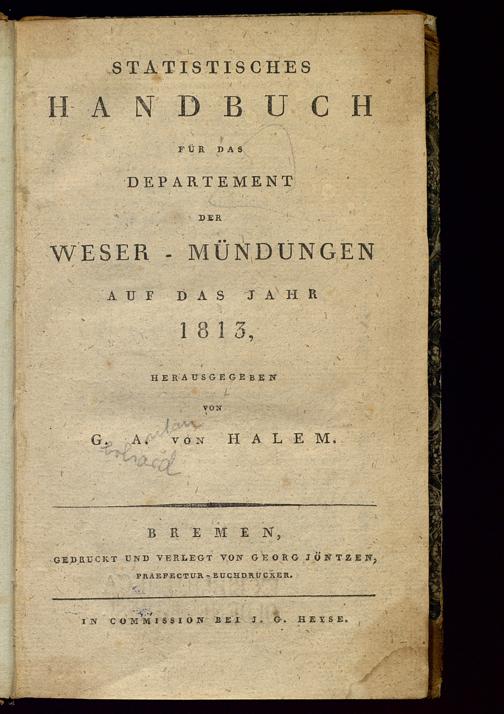 STATISTISCHES
HANDBUCH
FÜR DAS
DEPARTEMENT
DER
WESER - MÜNDUNGEN
AUF DAS JAHR
1813,
HERAUSGEGEBEN
VON
G. A. VON HALEM.
BREMEN,
GEDRUCKT UND VERLEGT VON GEORG JÖNTZEN,
PRAEFECTUR-BUCHDRUCKER.
IN COMMISSION BEI J. G. HEYSE.